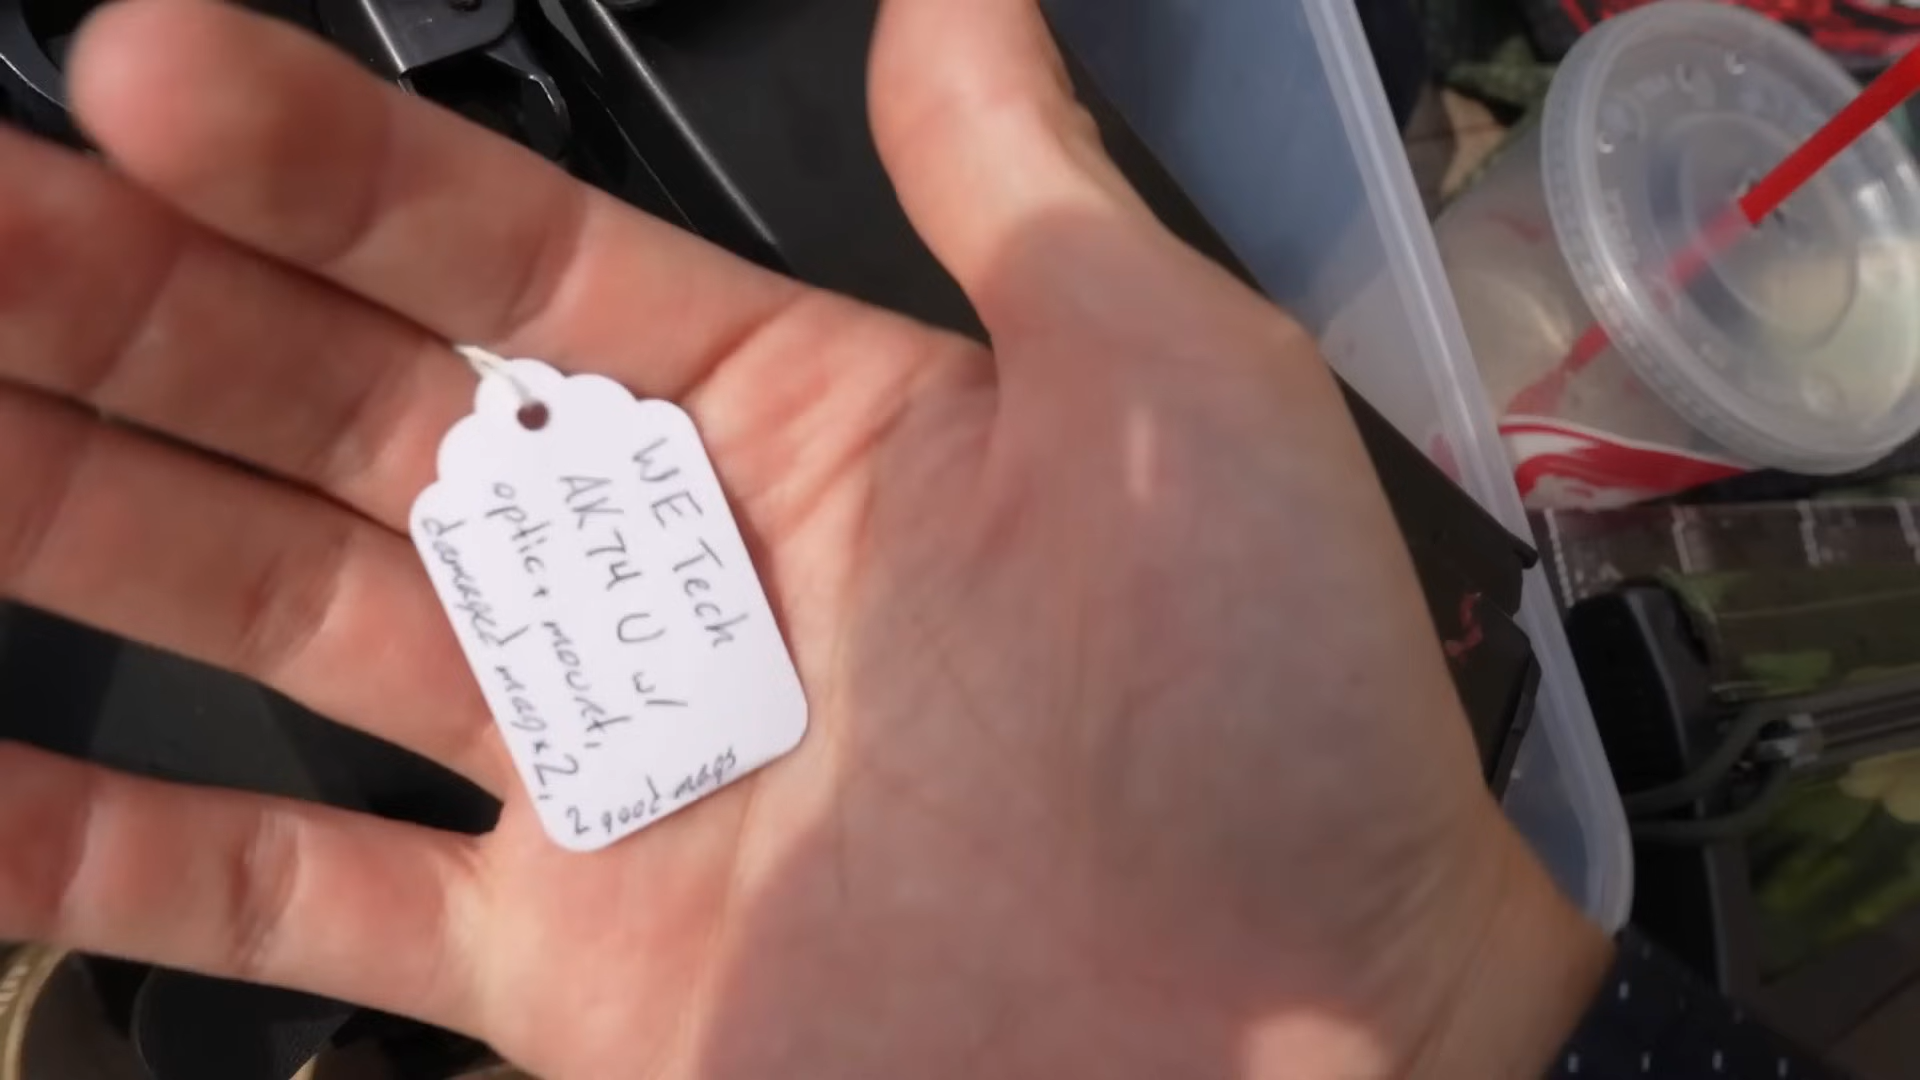 WE Tech
AK74 U w/
optic + mount,
damaged mag x2,
2 good mags